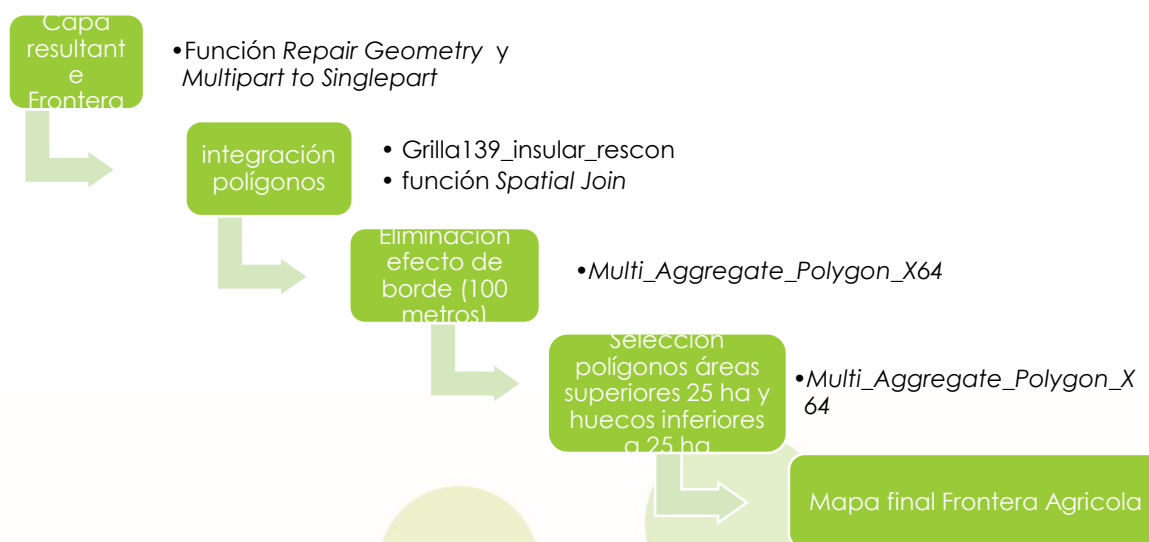 Capa
resultant
e
Frontera
•Función Repair Geometry y
Multipart to Singlepart
integración
polígonos
• Grilla139_insular_rescon
• función Spatial Join
Eliminación
efecto de
borde (100
metros)
•Multi_Aggregate_Polygon_X64
Selección
polígonos áreas
superiores 25 ha y
huecos inferiores
a 25 ha
•Multi_Aggregate_Polygon_X
64
Mapa final Frontera Agricola